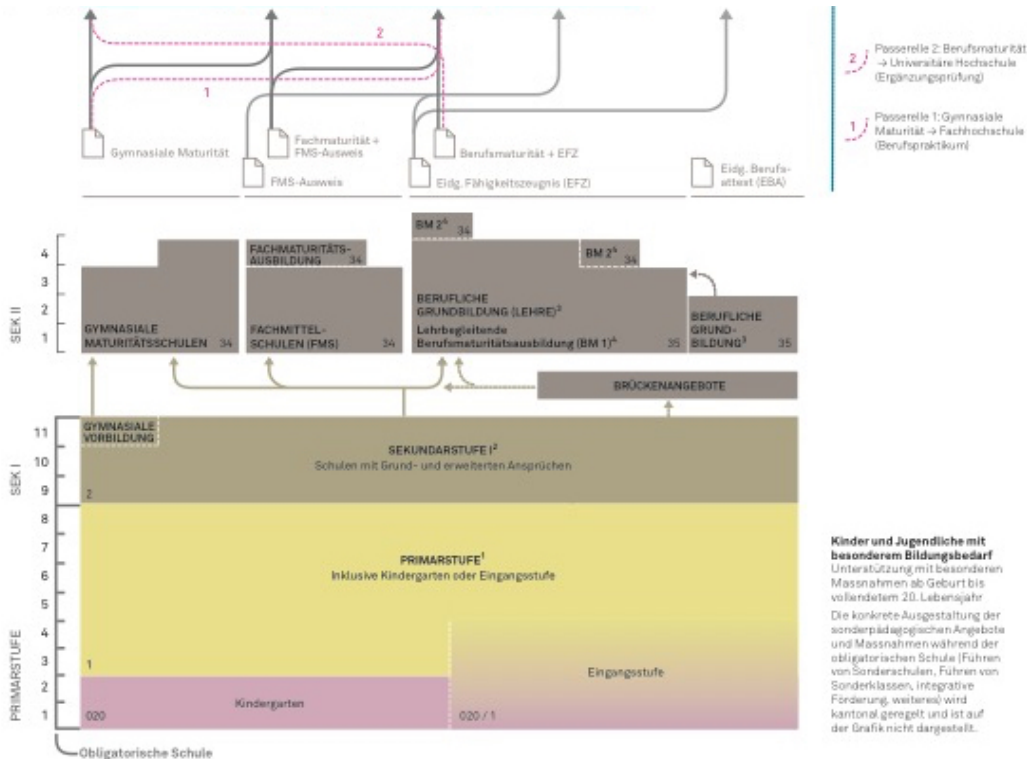 2
1
2
Passerelle 2: Berufsmaturität
→ Universitäre Hochschule
(Ergänzungsprüfung)
1
Passerelle 1: Gymnasiale
Maturität → Fachhochschule
(Berufspraktikum)
Gymnasiale Maturität
Fachmaturität +
FMS-Ausweis
Berufsmaturität + EFZ
FMS-Ausweis
Eidg. Fähigkeitszeugnis (EFZ)
Eidg. Berufs-
attest (EBA)
SEK II
4
3
2
1
GYMNASIALE
MATURITÄTSSCHULEN 34
FACHMATURITÄTS-
AUSBILDUNG 34
FACHMITTEL-
SCHULEN (FMS) 34
BM 2⁴
34
BM 2⁵
34
BERUFLICHE
GRUNDBILDUNG (LEHRE)³
Lehrbegleitende
Berufsmaturitätsausbildung (BM 1)⁴ 35
BERUFLICHE
GRUND-
BILDUNG³ 35
BRÜCKENANGEBOTE
SEK I
11
10
9
GYMNASIALE
VORBILDUNG
SEKUNDARSTUFE I²
Schulen mit Grund- und erweiterten Ansprüchen
2
PRIMARSTUFE
8
7
6
5
4
3
2
1
PRIMARSTUFE¹
Inklusive Kindergarten oder Eingangsstufe
1
Kindergarten
020
Eingangsstufe
020 / 1
Obligatorische Schule
Kinder und Jugendliche mit
besonderem Bildungsbedarf
Unterstützung mit besonderen
Massnahmen ab Geburt bis
vollendetem 20. Lebensjahr
Die konkrete Ausgestaltung der
sonderpädagogischen Angebote
und Massnahmen während der
obligatorischen Schule (Führen
von Sonderschulen, Führen von
Sonderklassen, integrative
Förderung, weiteres) wird
kantonal geregelt und ist auf
der Grafik nicht dargestellt.